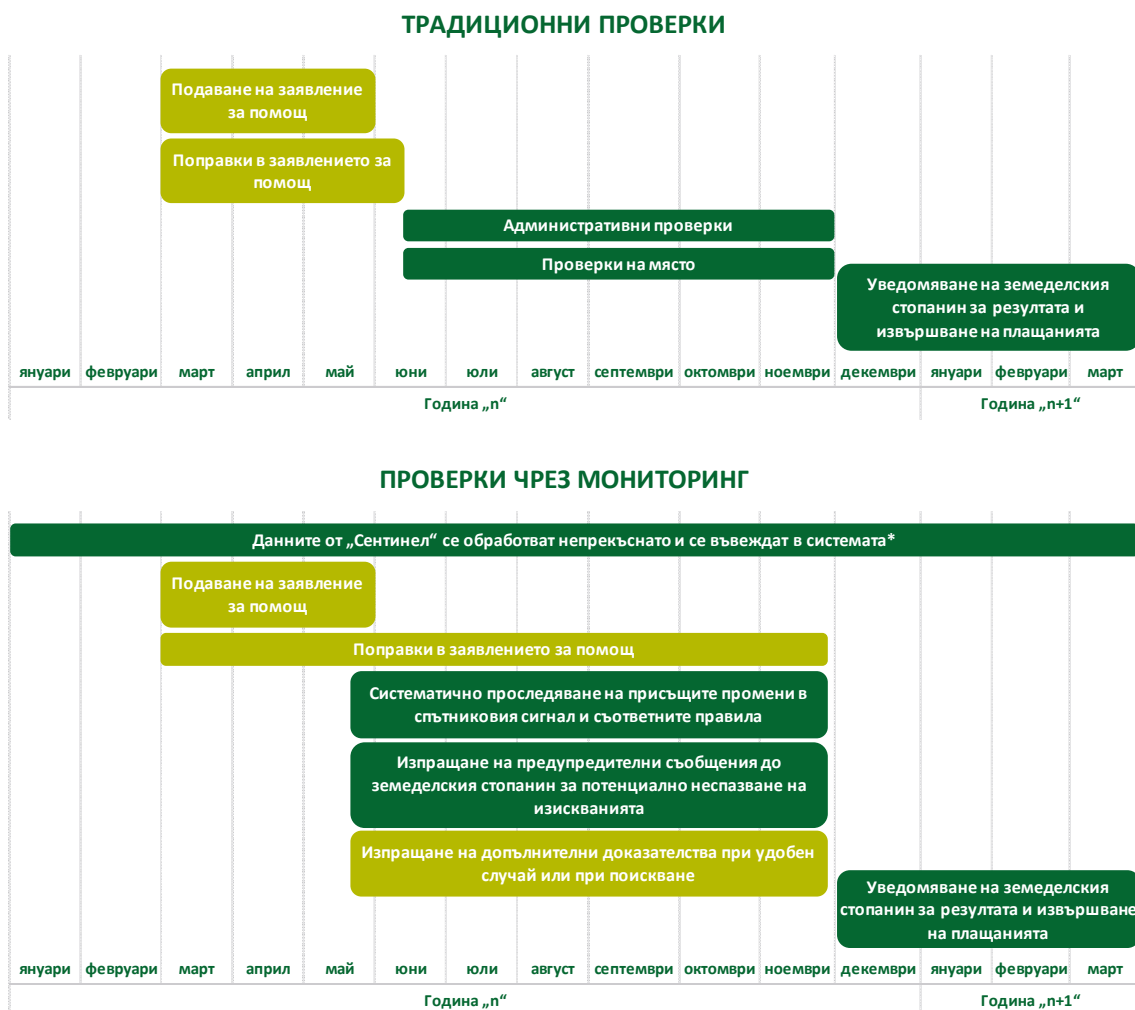 ТРАДИЦИОННИ ПРОВЕРКИ
Подаване на заявление
за помощ
Поправки в заявлението за
помощ
Административни проверки
Проверки на място
Уведомяване на земеделския
стопанин за резултата и
извършване на плащанията
януари февруари март април май юни юли август септември октомври ноември декември януари февруари март
Година „n“ Година „n+1“
ПРОВЕРКИ ЧРЕЗ МОНИТОРИНГ
Данните от „Сентинел“ се обработват непрекъснато и се въвеждат в системата*
Подаване на заявление
за помощ
Поправки в заявлението за помощ
Систематично проследяване на присъщите промени в
спътниковия сигнал и съответните правила
Изпращане на предупредителни съобщения до
земеделския стопанин за потенциално неспазване на
изискванията
Изпращане на допълнителни доказателства при удобен
случай или при поискване
Уведомяване на земеделския
стопанин за резултата и извършване
на плащанията
януари февруари март април май юни юли август септември октомври ноември декември януари февруари март
Година „n“ Година „n+1“